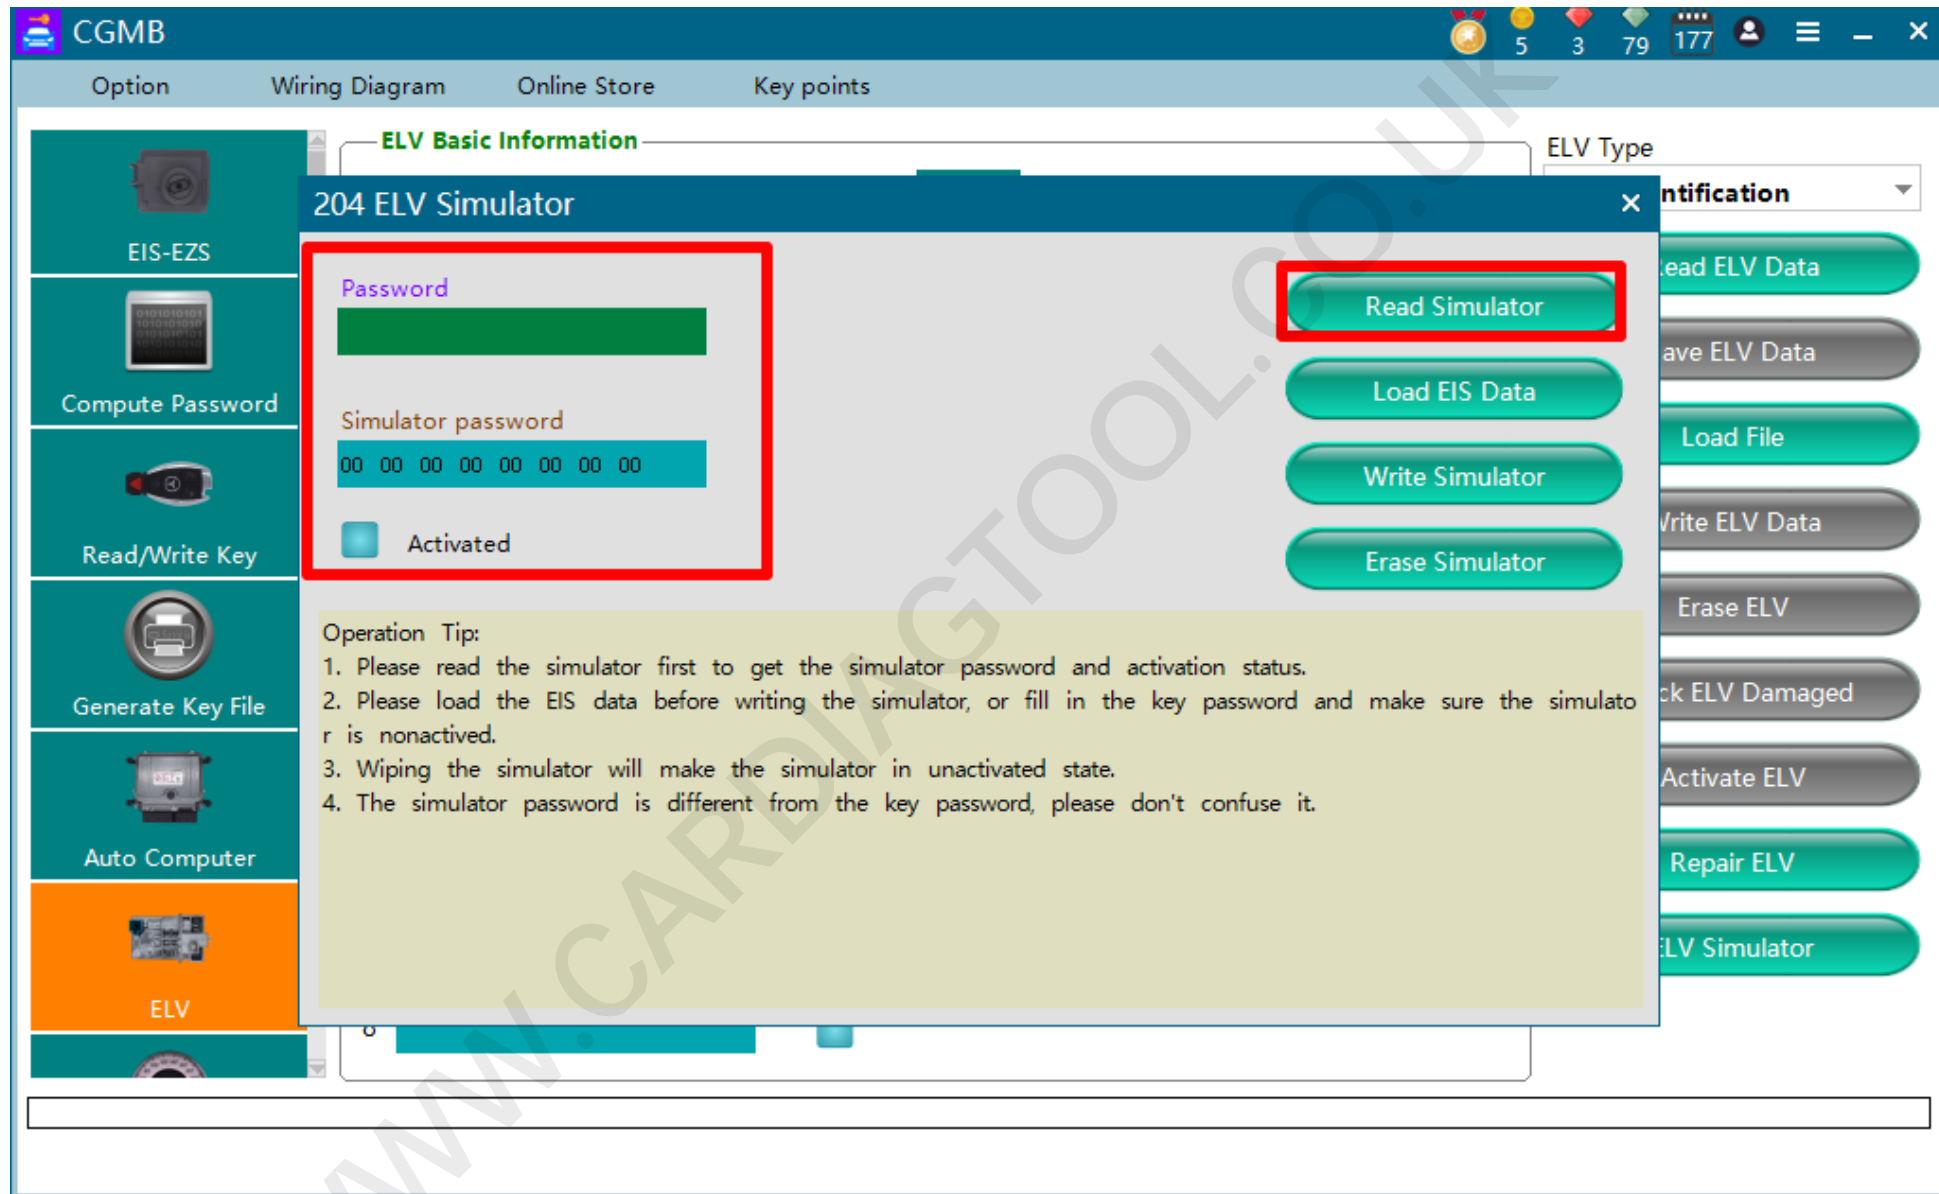 CGMB
5 3 79 177
Option Wiring Diagram Online Store Key points
ELV Basic Information
ELV Type
ntification
204 ELV Simulator
EIS-EZS
Compute Password
Read/Write Key
Generate Key File
Auto Computer
ELV
Password
Simulator password
00 00 00 00 00 00 00 00
Activated
Read Simulator
Load EIS Data
Write Simulator
Erase Simulator
Operation Tip:
1. Please read the simulator first to get the simulator password and activation status.
2. Please load the EIS data before writing the simulator, or fill in the key password and make sure the simulato
r is nonactived.
3. Wiping the simulator will make the simulator in unactivated state.
4. The simulator password is different from the key password, please don't confuse it.
ead ELV Data
ave ELV Data
Load File
Write ELV Data
Erase ELV
ck ELV Damaged
Activate ELV
Repair ELV
ELV Simulator
WWW.CARDIAGTOOL.CO.UK